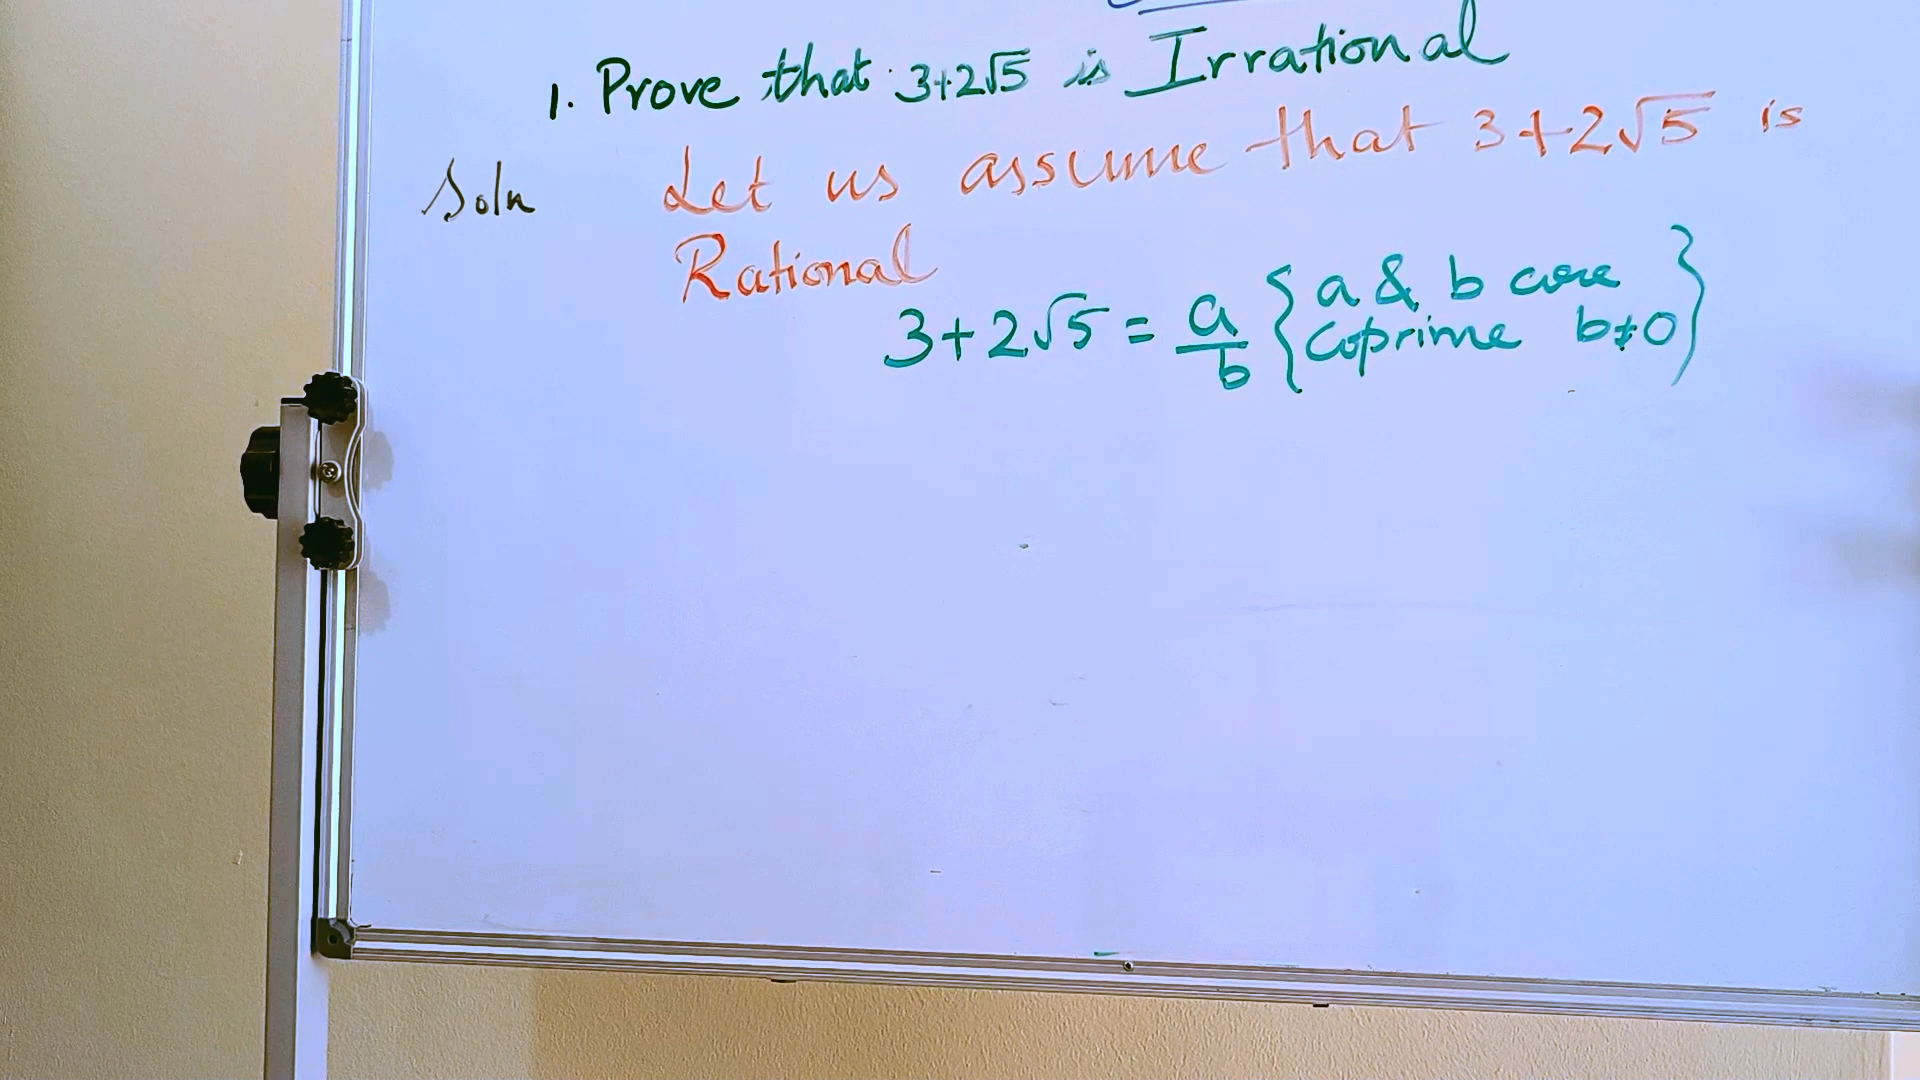 1. Prove that 3+2√5 is Irrational
Soln Let us assume that 3+2√5 is
Rational
3+2√5 = a/b {a & b are coprime b≠0}